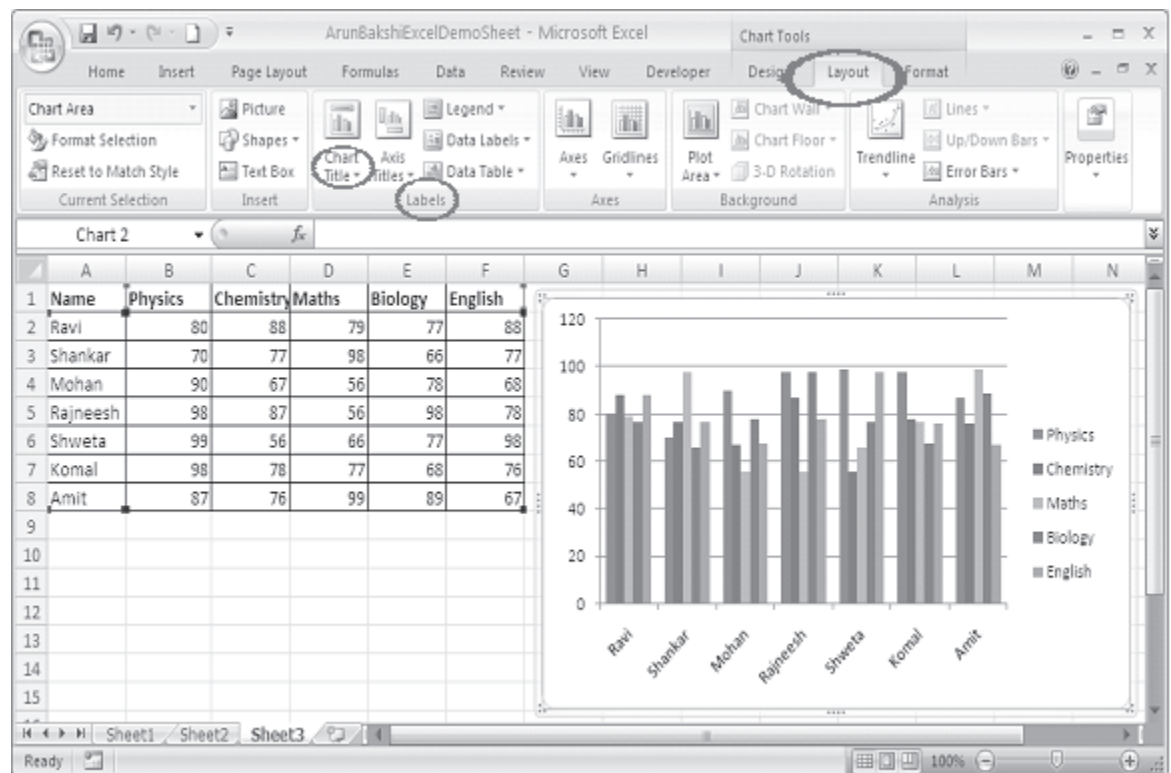 ArunBakshiExcelDemoSheet - Microsoft Excel
Chart Tools
Home Insert Page Layout Formulas Data Review View Developer Design Layout Format
Chart Area
Format Selection
Reset to Match Style
Current Selection
Picture
Shapes
Text Box
Insert
Chart Title
Axis Titles
Legend
Data Labels
Data Table
Labels
Axes
Gridlines
Axes
Plot Area
Chart Wall
Chart Floor
3-D Rotation
Background
Trendline
Lines
Up/Down Bars
Error Bars
Analysis
Properties
Chart 2
fx
A B C D E F G H I J K L M N
1 Name Physics Chemistry Maths Biology English
2 Ravi 80 88 79 77 88
3 Shankar 70 77 98 66 77
4 Mohan 90 67 56 78 68
5 Rajneesh 98 87 56 98 78
6 Shweta 99 56 66 77 98
7 Komal 98 78 77 68 76
8 Amit 87 76 99 89 67
9
10
11
12
13
14
15
120
100
80
60
40
20
0
Ravi Shankar Mohan Rajneesh Shweta Komal Amit
Physics
Chemistry
Maths
Biology
English
Sheet1 Sheet2 Sheet3
Ready
100%